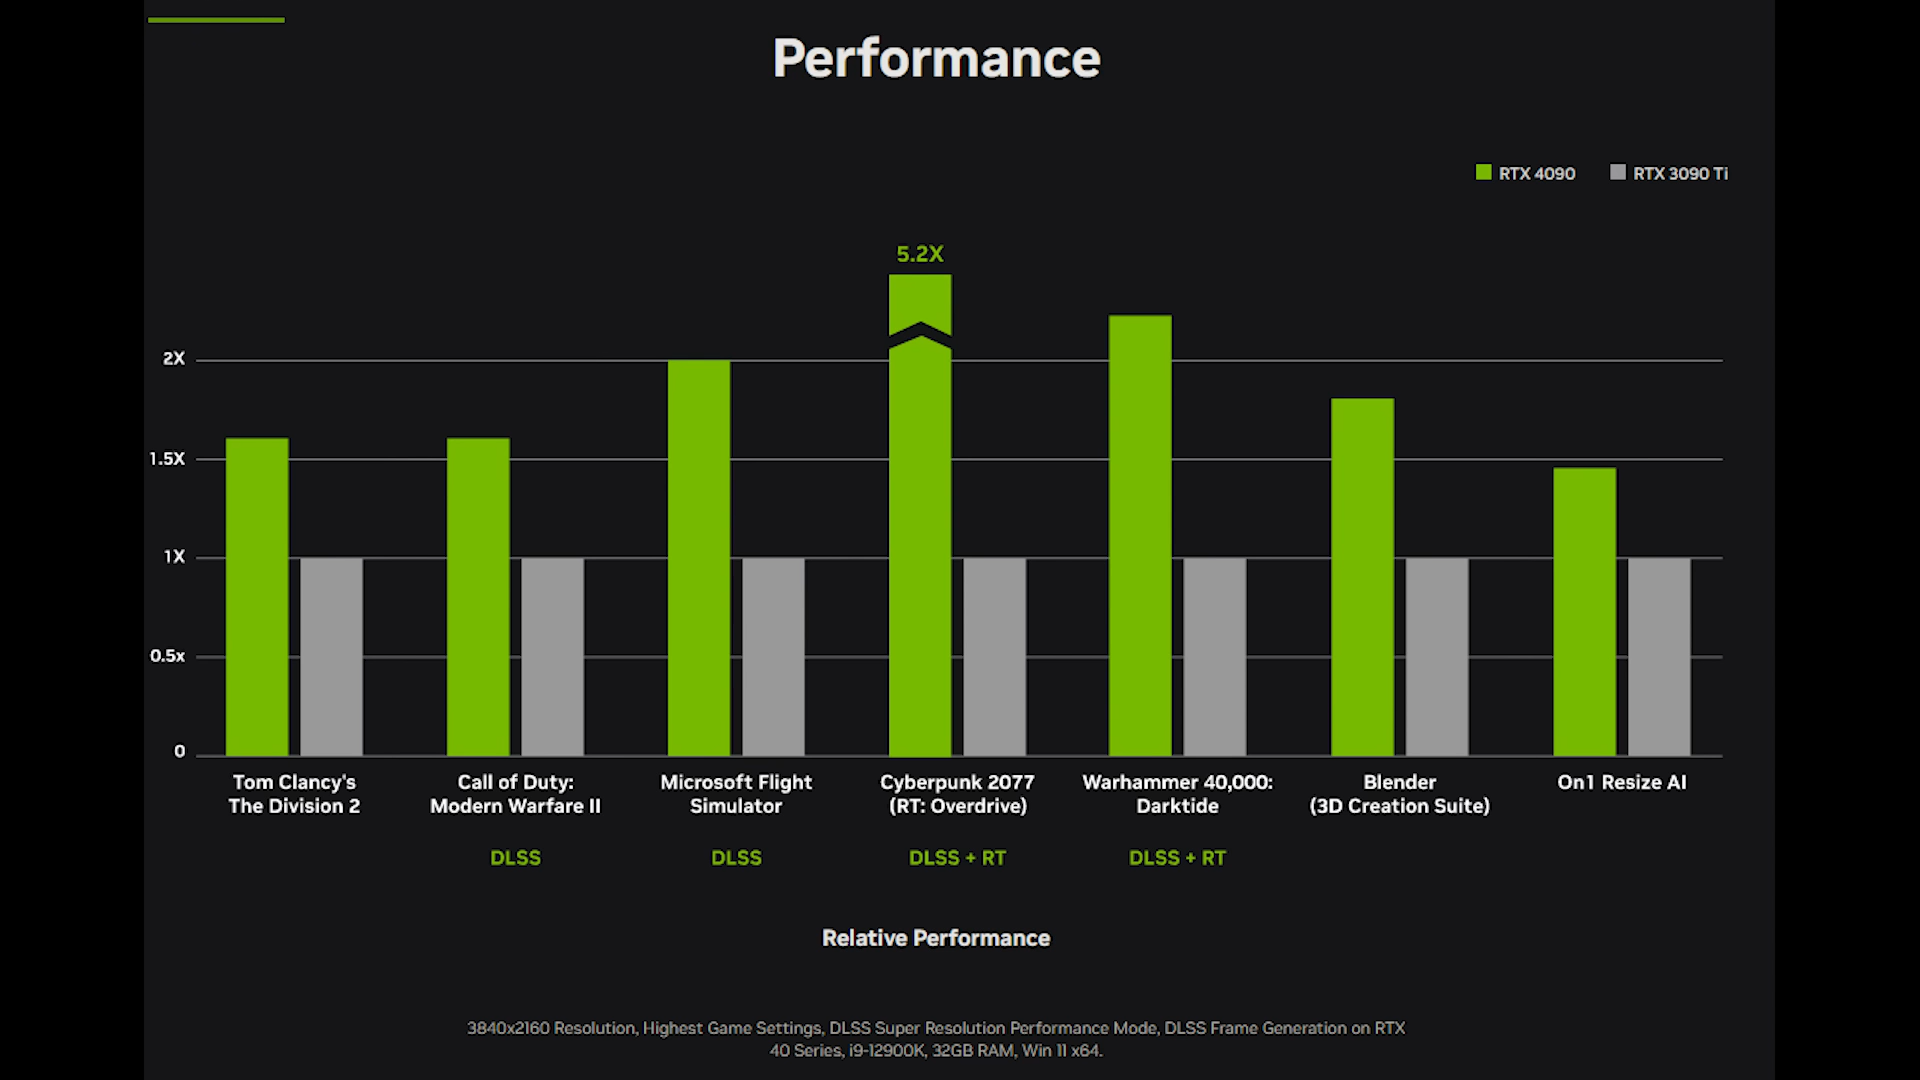 Performance
RTX 4090
RTX 3090 Ti
5.2X
2X
1.5X
1X
0.5x
0
Tom Clancy's
The Division 2
Call of Duty:
Modern Warfare II
DLSS
Microsoft Flight
Simulator
DLSS
Cyberpunk 2077
(RT: Overdrive)
DLSS + RT
Warhammer 40,000:
Darktide
DLSS + RT
Blender
(3D Creation Suite)
On1 Resize AI
Relative Performance
3840x2160 Resolution, Highest Game Settings, DLSS Super Resolution Performance Mode, DLSS Frame Generation on RTX
40 Series, i9-12900K, 32GB RAM, Win 11 x64.